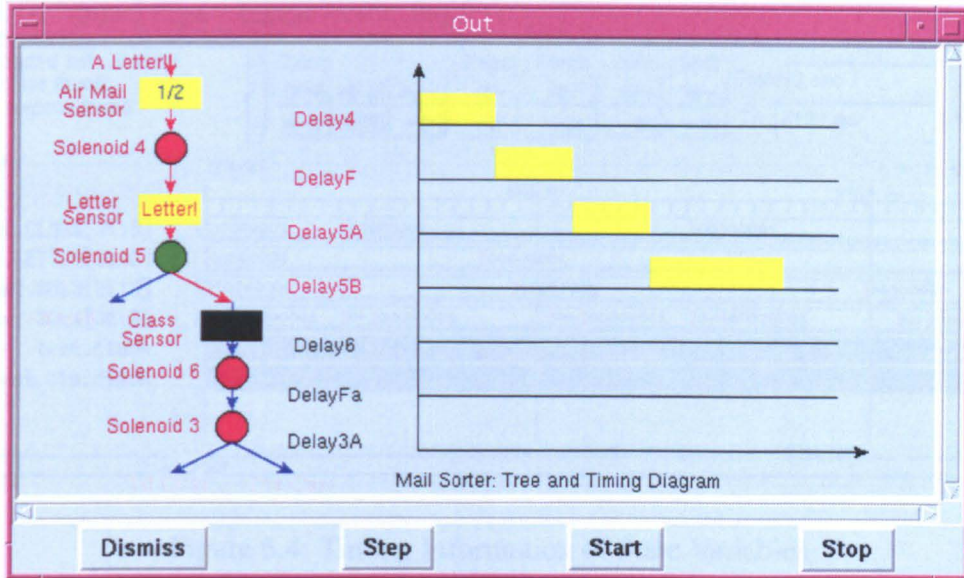 Out
A Letter!
Air Mail
Sensor
1/2
Solenoid 4
Letter
Sensor
Letter!
Solenoid 5
Class
Sensor
Solenoid 6
Solenoid 3
Delay4
DelayF
Delay5A
Delay5B
Delay6
DelayFa
Delay3A
Mail Sorter: Tree and Timing Diagram
Dismiss
Step
Start
Stop